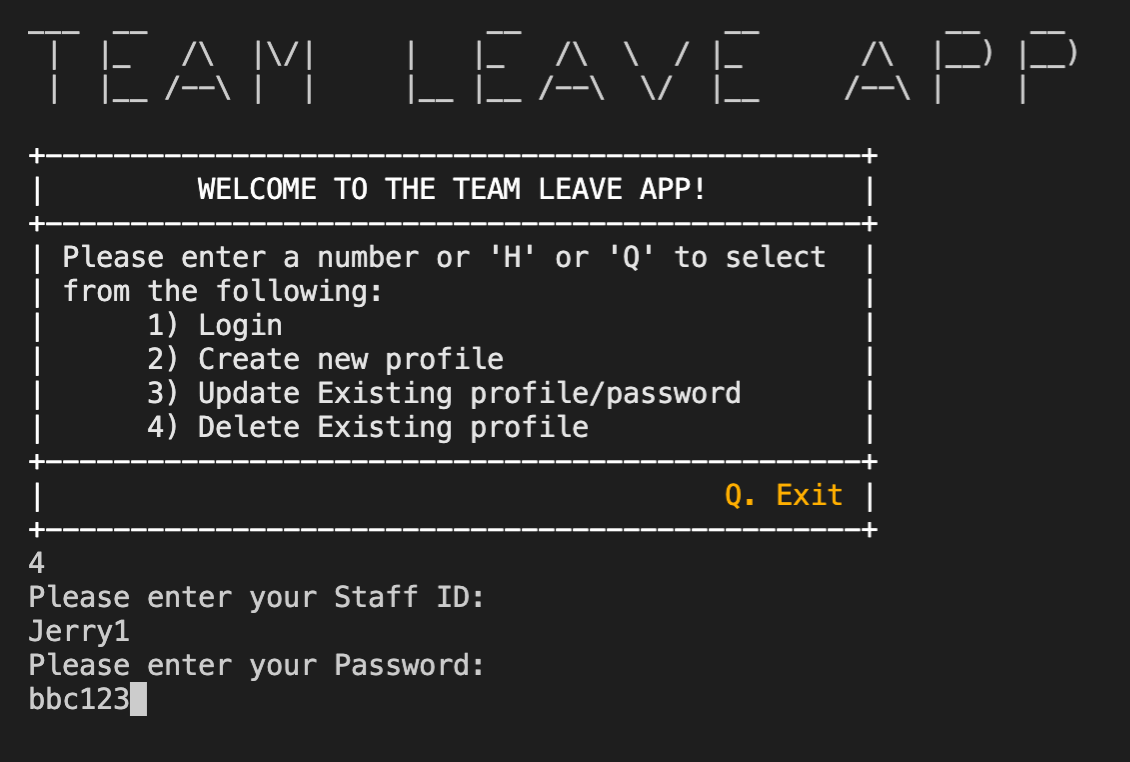 TEAM LEAVE APP
WELCOME TO THE TEAM LEAVE APP!
Please enter a number or 'H' or 'Q' to select
from the following:
1) Login
2) Create new profile
3) Update Existing profile/password
4) Delete Existing profile
Q. Exit
4
Please enter your Staff ID:
Jerry1
Please enter your Password:
bbc123